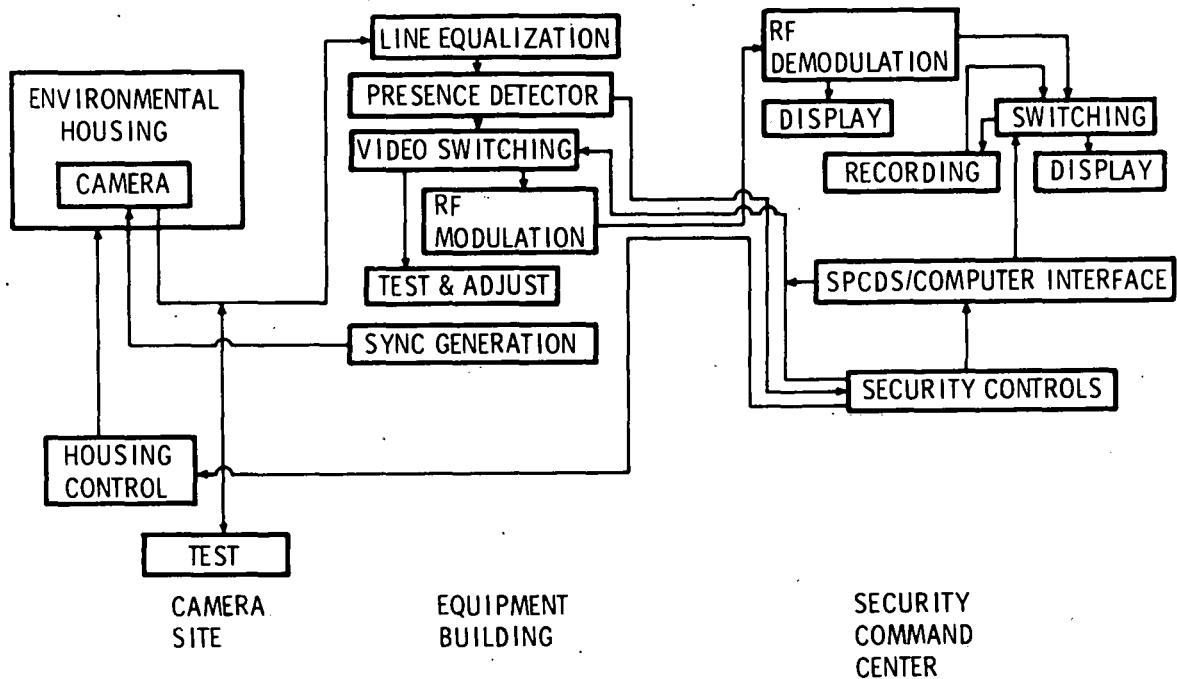 ENVIRONMENTAL
HOUSING
CAMERA
HOUSING
CONTROL
TEST
CAMERA
SITE
LINE EQUALIZATION
PRESENCE DETECTOR
VIDEO SWITCHING
RF
MODULATION
TEST & ADJUST
SYNC GENERATION
EQUIPMENT
BUILDING
RF
DEMODULATION
DISPLAY
SWITCHING
RECORDING
DISPLAY
SPCDS/COMPUTER INTERFACE
SECURITY CONTROLS
SECURITY
COMMAND
CENTER